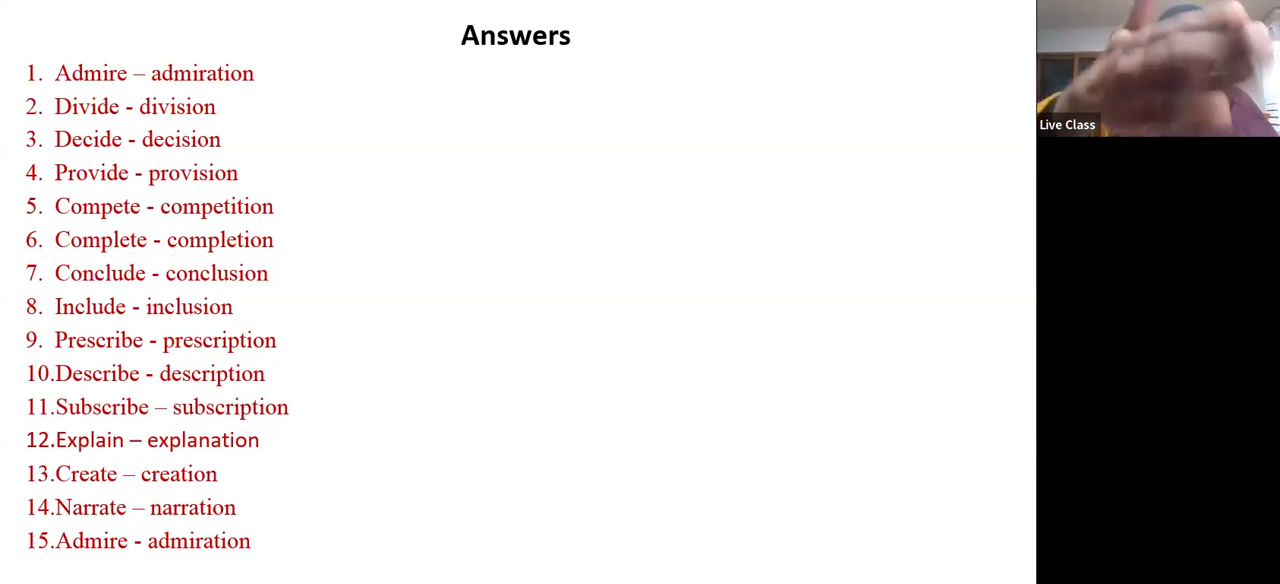 Answers
1. Admire – admiration
2. Divide - division
3. Decide - decision
4. Provide - provision
5. Compete - competition
6. Complete - completion
7. Conclude - conclusion
8. Include - inclusion
9. Prescribe - prescription
10.Describe - description
11.Subscribe – subscription
12.Explain – explanation
13.Create – creation
14.Narrate – narration
15.Admire - admiration
Live Class